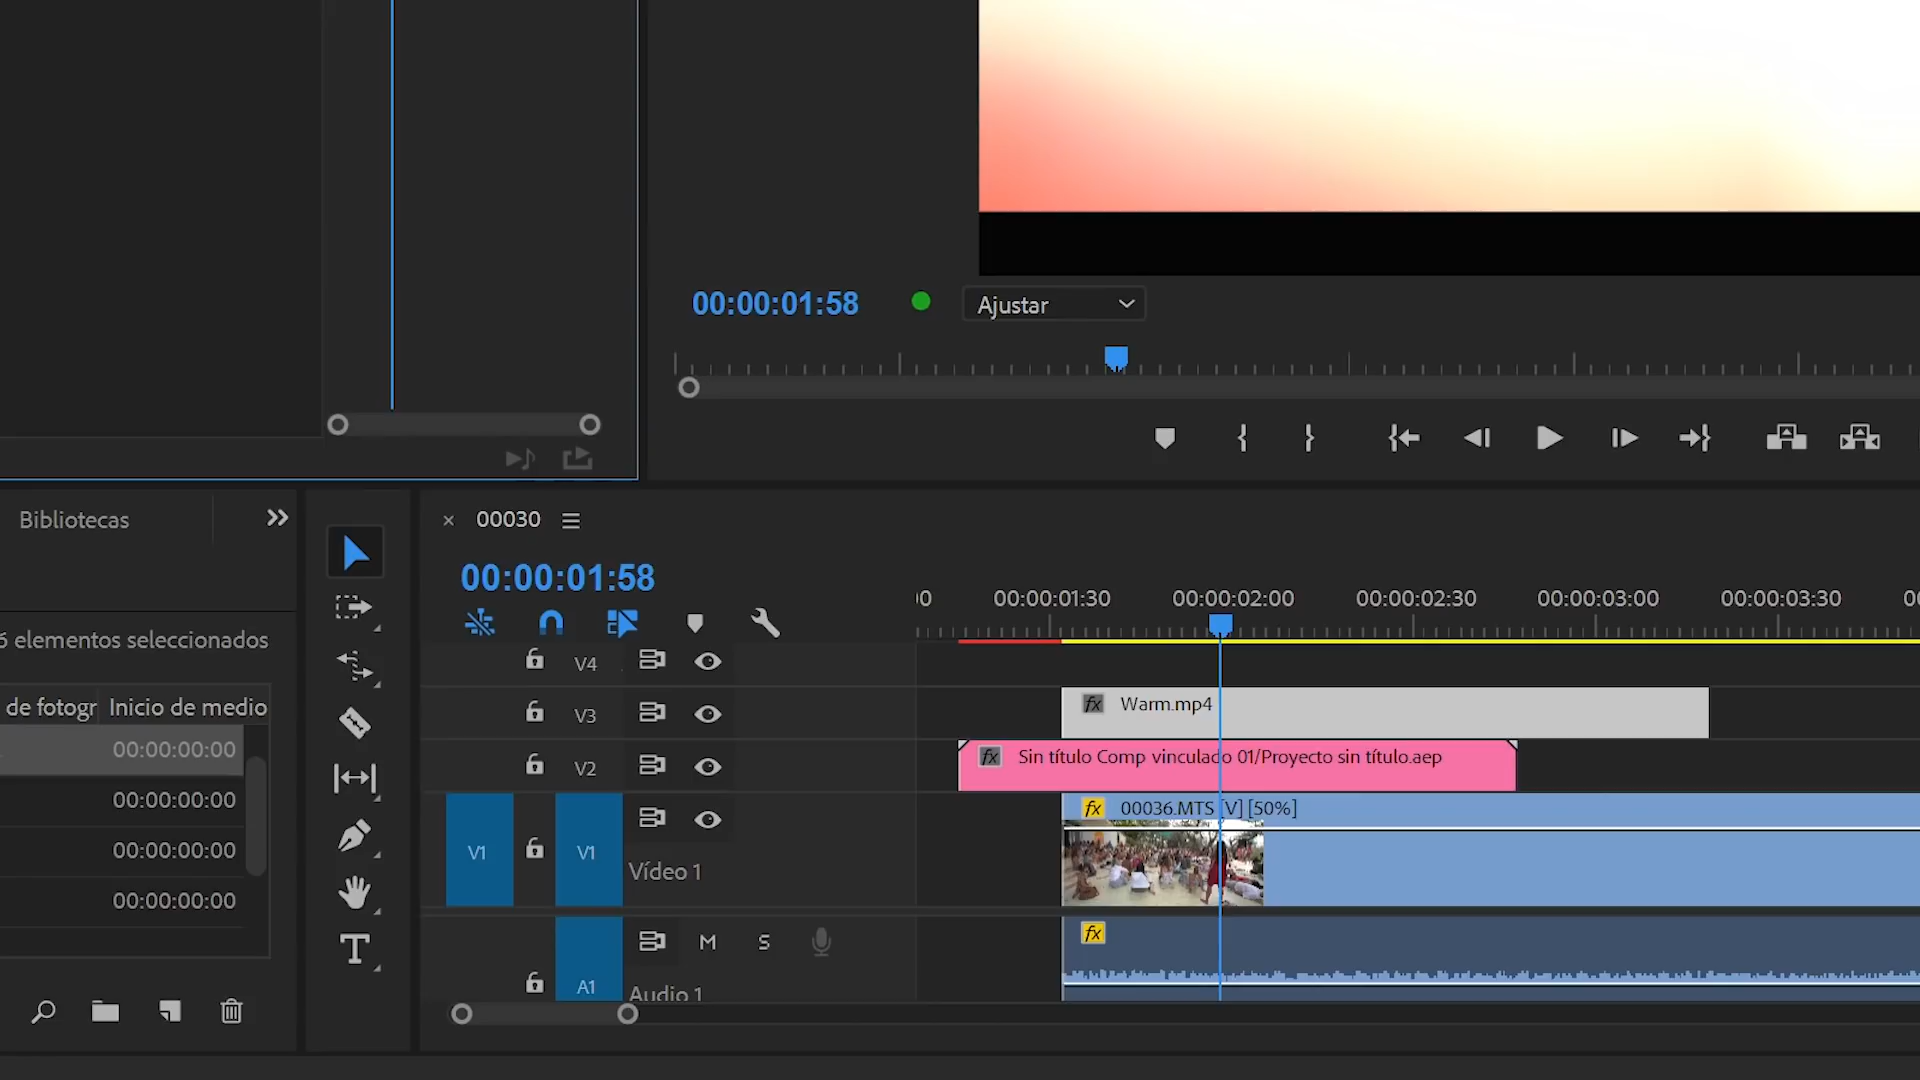 00:00:01:58
Ajustar
Bibliotecas
00030
00:00:01:58
00:00:01:30
00:00:02:00
00:00:02:30
00:00:03:00
00:00:03:30
elementos seleccionados
V4
de fotogr
Inicio de medio
V3
fx Warm.mp4
00:00:00:00
V2
fx Sin título Comp vinculado 01/Proyecto sin título.aep
00:00:00:00
fx 00036.MTS [V] [50%]
V1
V1
Vídeo 1
00:00:00:00
00:00:00:00
M
S
fx
A1
Audio 1